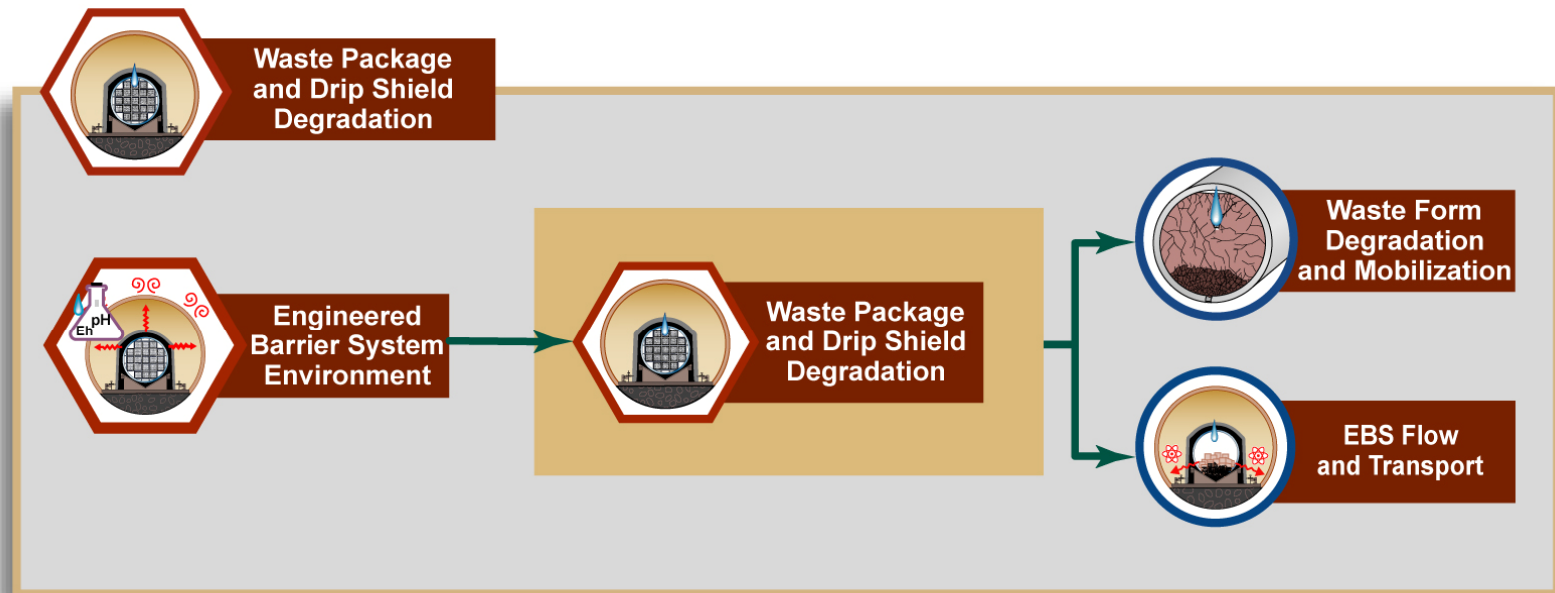 Waste Package
and Drip Shield
Degradation
pH
Eh
Engineered
Barrier System
Environment
Waste Package
and Drip Shield
Degradation
Waste Form
Degradation
and Mobilization
EBS Flow
and Transport